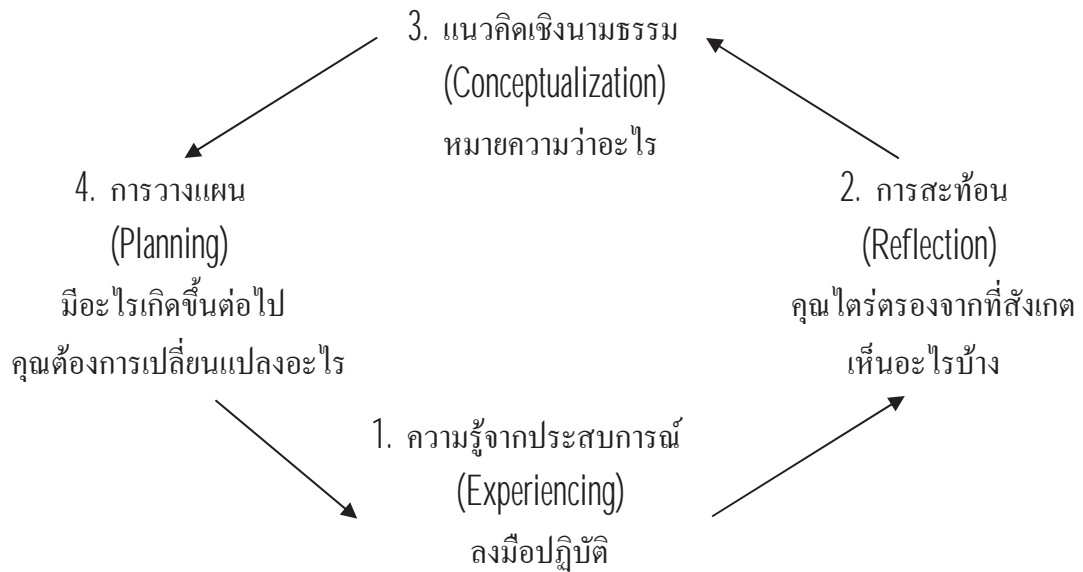 3. แนวคิดเชิงนามธรรม
(Conceptualization)
หมายความว่าอะไร
4. การวางแผน
(Planning)
มีอะไรเกิดขึ้นต่อไป
คุณต้องการเปลี่ยนแปลงอะไร
2. การสะท้อน
(Reflection)
คุณไตร่ตรองจากที่สังเกต
เห็นอะไรบ้าง
1. ความรู้จากประสบการณ์
(Experiencing)
ลงมือปฏิบัติ